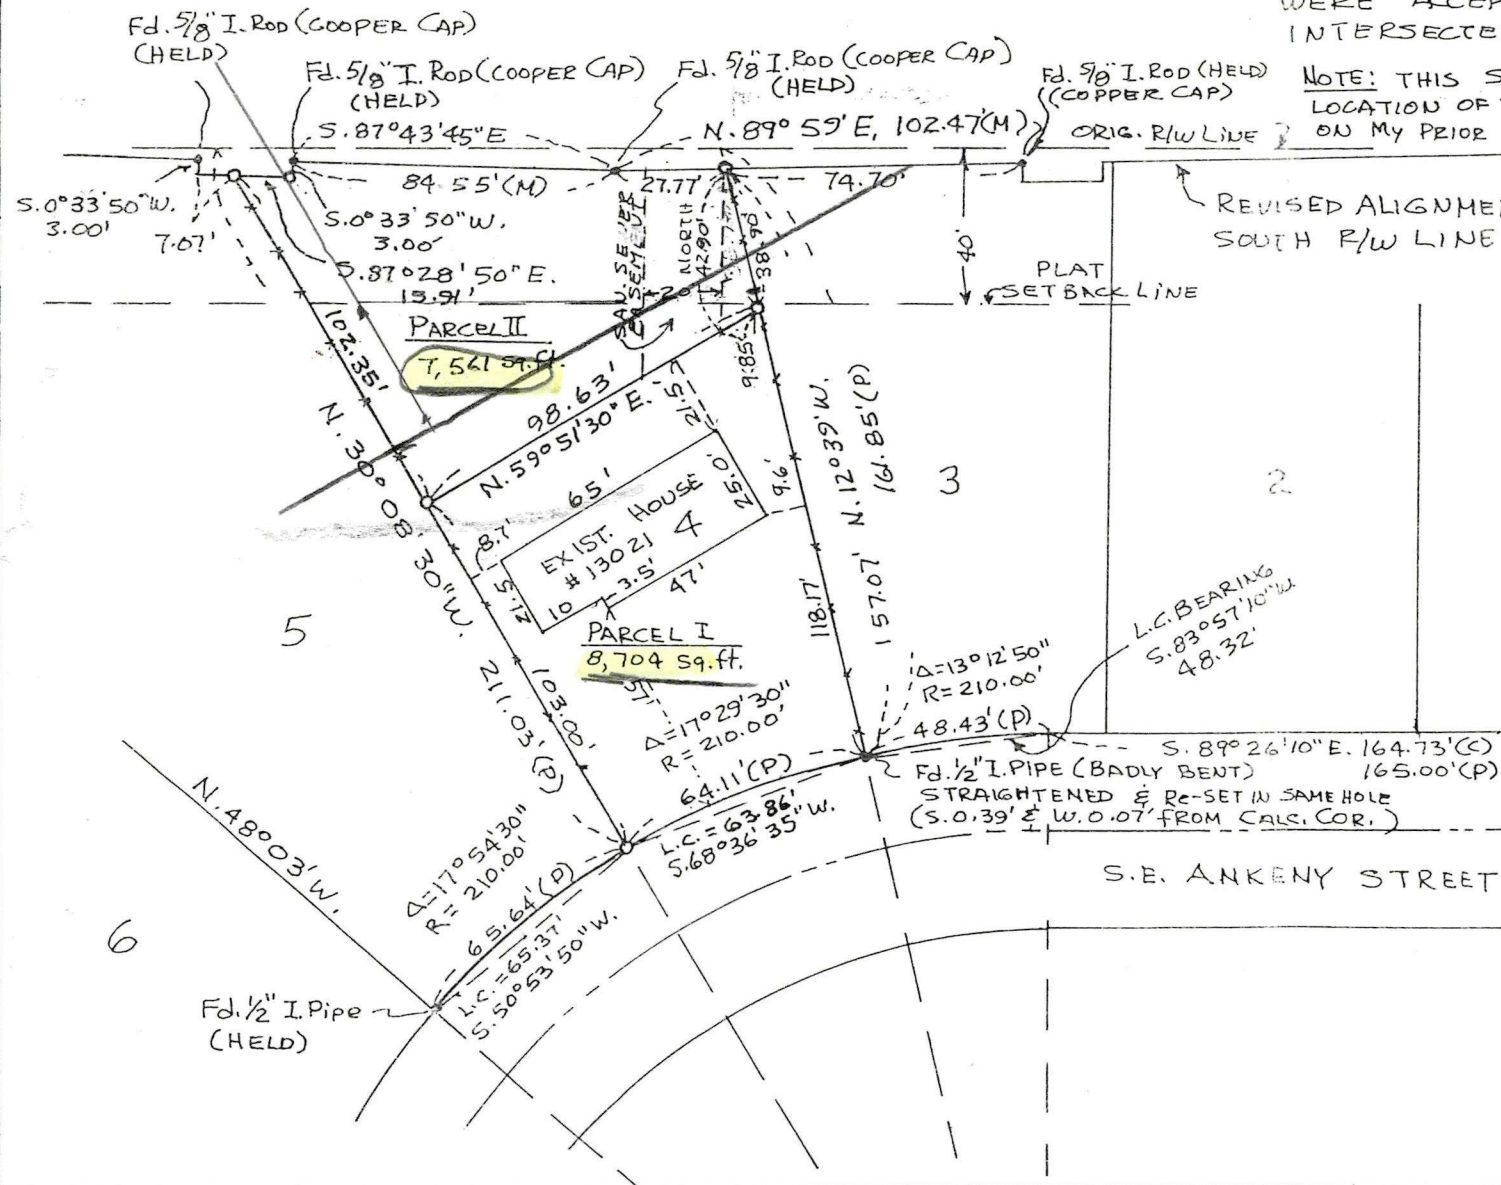 WERE ACCEP
INTERSECTE
Fd. 5/8" I. ROD (COOPER CAP)
(HELD)
Fd. 5/8" I. ROD (COOPER CAP)
(HELD)
Fd. 5/8" I. ROD (COOPER CAP)
(HELD)
Fd. 5/8" I. ROD (HELD)
(COPPER CAP)
NOTE: THIS S
LOCATION OF
ON MY PRIOR
S. 87° 43' 45" E
N. 89° 59' E, 102.47' (M)
ORIG. R/W LINE
84.55' (M)
27.77'
74.70'
S. 0° 33' 50" W.
3.00'
7.07'
S. 0° 33' 50" W.
3.00'
S. 87° 28' 50" E.
13.91'
SAN. SEWER
EASEMENT
NORTH
42.90'
38.90'
20'
40'
REVISED ALIGNME
SOUTH R/W LINE
PLAT
SETBACK LINE
PARCEL II
7,561 Sq.ft.
102.35'
98.63'
N. 59° 51' 30" E.
9.85'
21.5'
N. 30° 08' 30" W.
211.03' (P)
103.00'
65'
8.7'
EXIST. HOUSE
# 13021
4
25.0'
9.6'
21.5
10
3.5'
47'
N. 12° 39' W.
161.85' (P)
157.07'
118.17'
3
2
5
PARCEL I
8,704 Sq.ft.
57'
Δ=17° 29' 30"
R= 210.00'
64.11' (P)
L.C. = 63.86'
S. 68° 36' 35" W.
Δ=13° 12' 50"
R= 210.00'
48.43' (P)
L.C. BEARING
S. 83° 57' 10" W.
48.32'
S. 89° 26' 10" E. 164.73' (C)
165.00' (P)
Fd. 1/2" I. PIPE (BADLY BENT)
STRAIGHTENED & Re-SET IN SAME HOLE
(S. 0.39' & W. 0.07' FROM CALC. COR.)
S.E. ANKENY STREET
N. 48° 03' W.
6
Δ=17° 54' 30"
R= 210.00'
65.64' (P)
L.C. = 65.37'
S. 50° 53' 50" W.
Fd. 1/2" I. Pipe
(HELD)